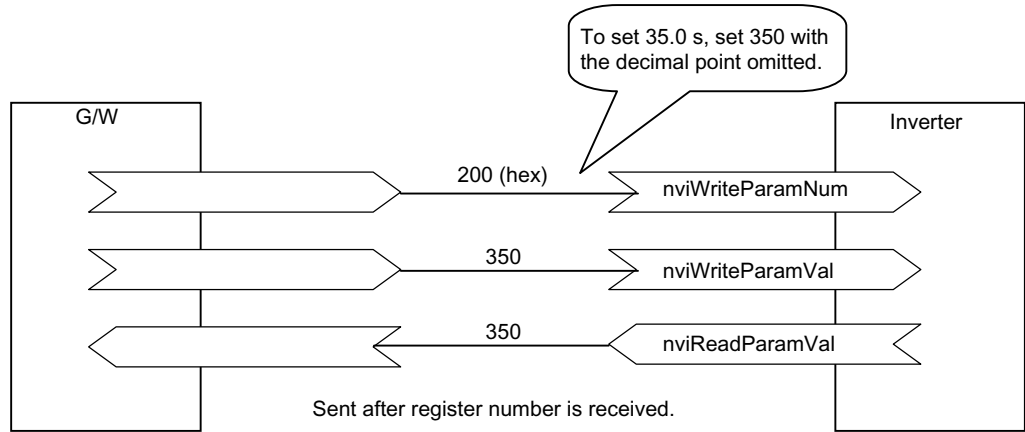 To set 35.0 s, set 350 with
the decimal point omitted.
G/W
Inverter
200 (hex)
nviWriteParamNum
350
nviWriteParamVal
350
nviReadParamVal
Sent after register number is received.